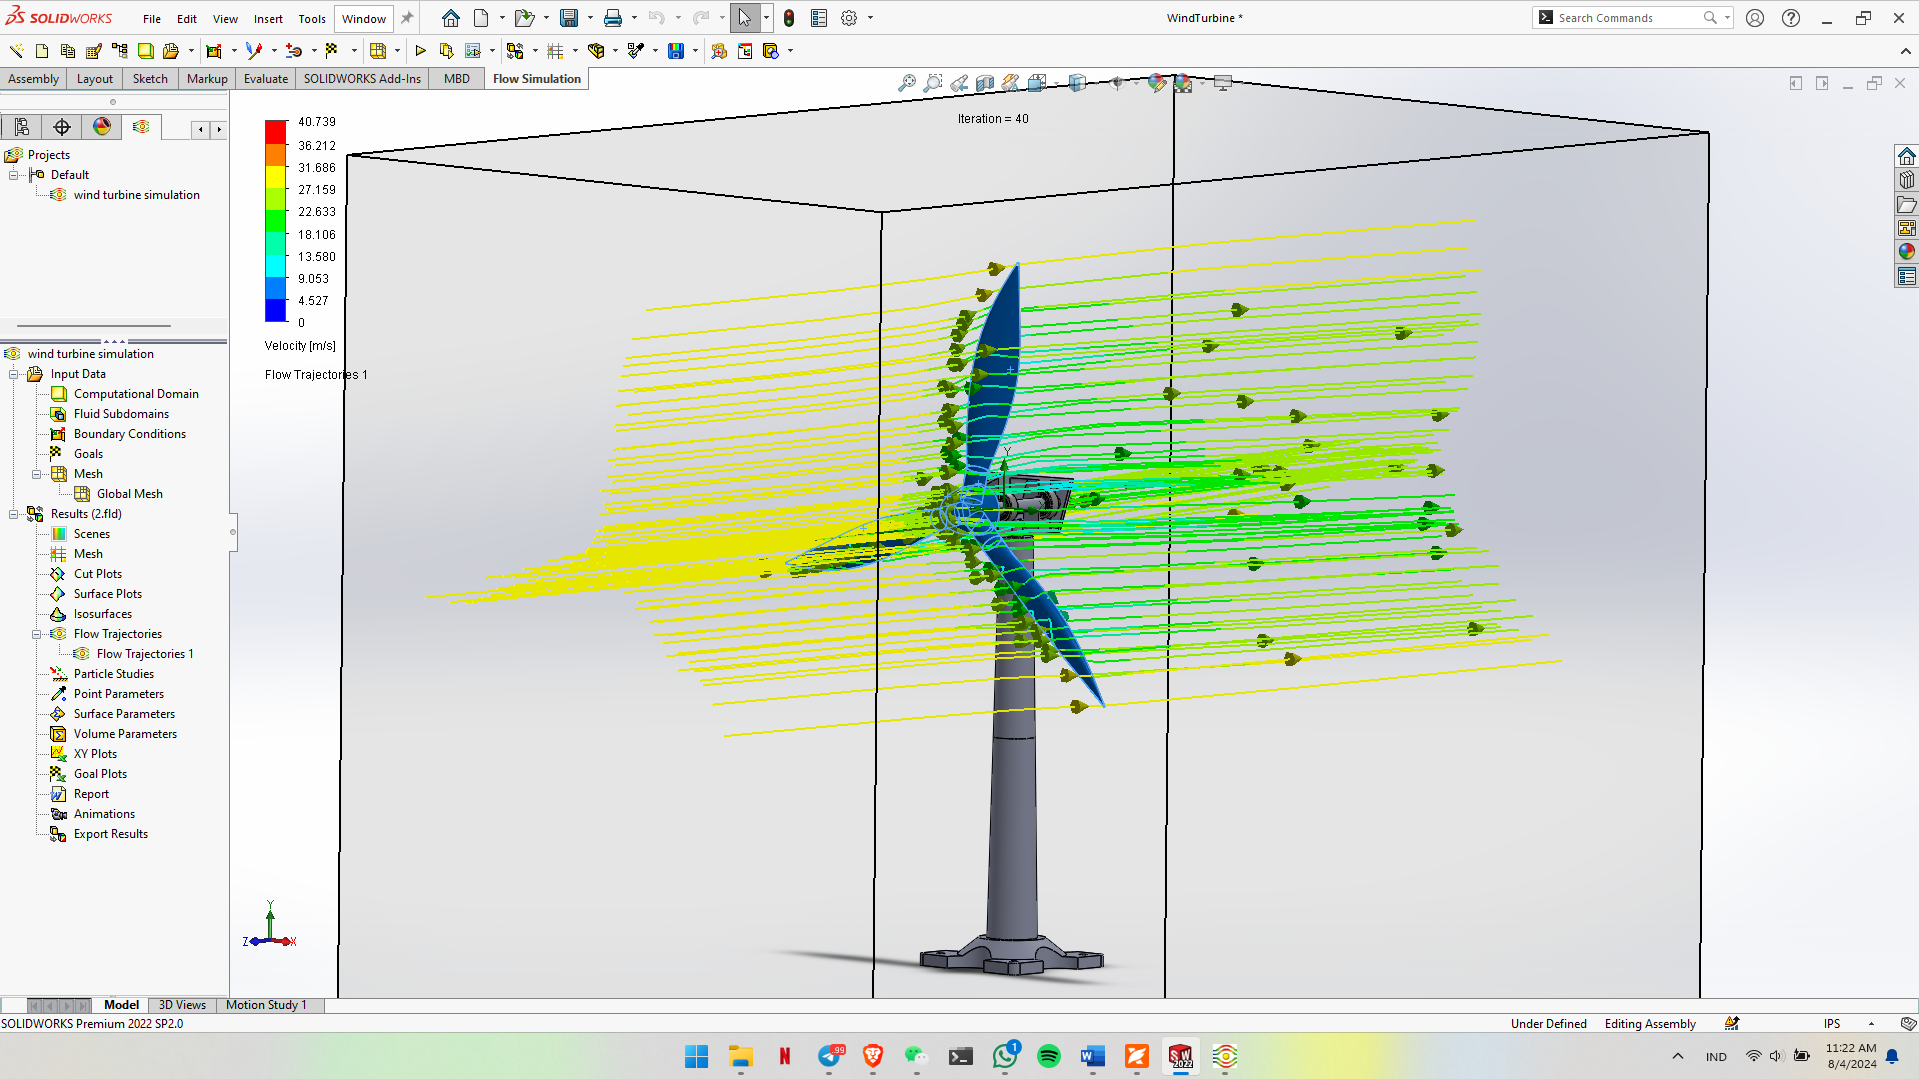 SOLIDWORKS File Edit View Insert Tools Window WindTurbine * Search Commands
Assembly Layout Sketch Markup Evaluate SOLIDWORKS Add-Ins MBD Flow Simulation
Projects
Default
wind turbine simulation
wind turbine simulation
Input Data
Computational Domain
Fluid Subdomains
Boundary Conditions
Goals
Mesh
Global Mesh
Results (2.fld)
Scenes
Mesh
Cut Plots
Surface Plots
Isosurfaces
Flow Trajectories
Flow Trajectories 1
Particle Studies
Point Parameters
Surface Parameters
Volume Parameters
XY Plots
Goal Plots
Report
Animations
Export Results
40.739
36.212
31.686
27.159
22.633
18.106
13.580
9.053
4.527
0
Velocity [m/s]
Flow Trajectories 1
Iteration = 40
Y
Y
Z X
Model 3D Views Motion Study 1
SOLIDWORKS Premium 2022 SP2.0 Under Defined Editing Assembly IPS
N 99 1 W SW 2022 IND 11:22 AM
8/4/2024